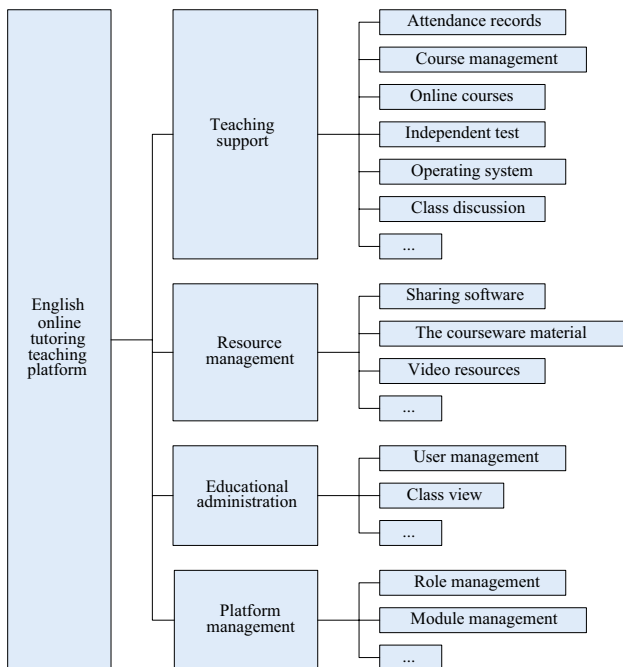 English
online
tutoring
teaching
platform
Teaching
support
Attendance records
Course management
Online courses
Independent test
Operating system
Class discussion
...
Resource
management
Sharing software
The courseware material
Video resources
...
Educational
administration
User management
Class view
...
Platform
management
Role management
Module management
...